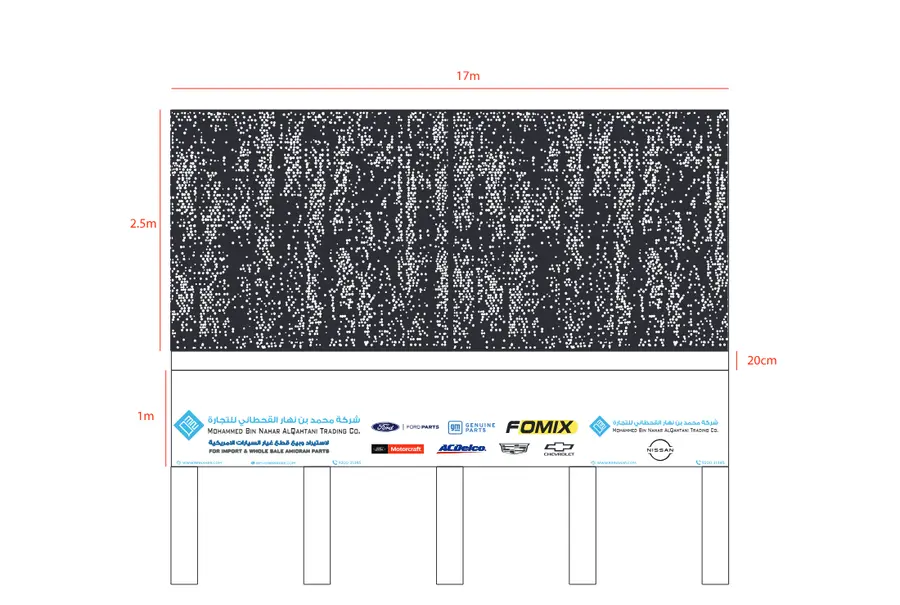 17m
2.5m
20cm
1m
شركة محمد بن نهار القحطاني للتجارة
MOHAMMED BIN NAHAR ALQAHTANI TRADING CO.
لاستيراد وبيع قطع غيار السيارات الامريكية
FOR IMPORT & WHOLE SALE AMICRAN PARTS
Ford
FORD PARTS
gm
GENUINE PARTS
FOMIX
Motorcraft
ACDelco
CHEVROLET
شركة محمد بن نهار القحطاني للتجارة
MOHAMMED BIN NAHAR ALQAHTANI TRADING CO.
NISSAN